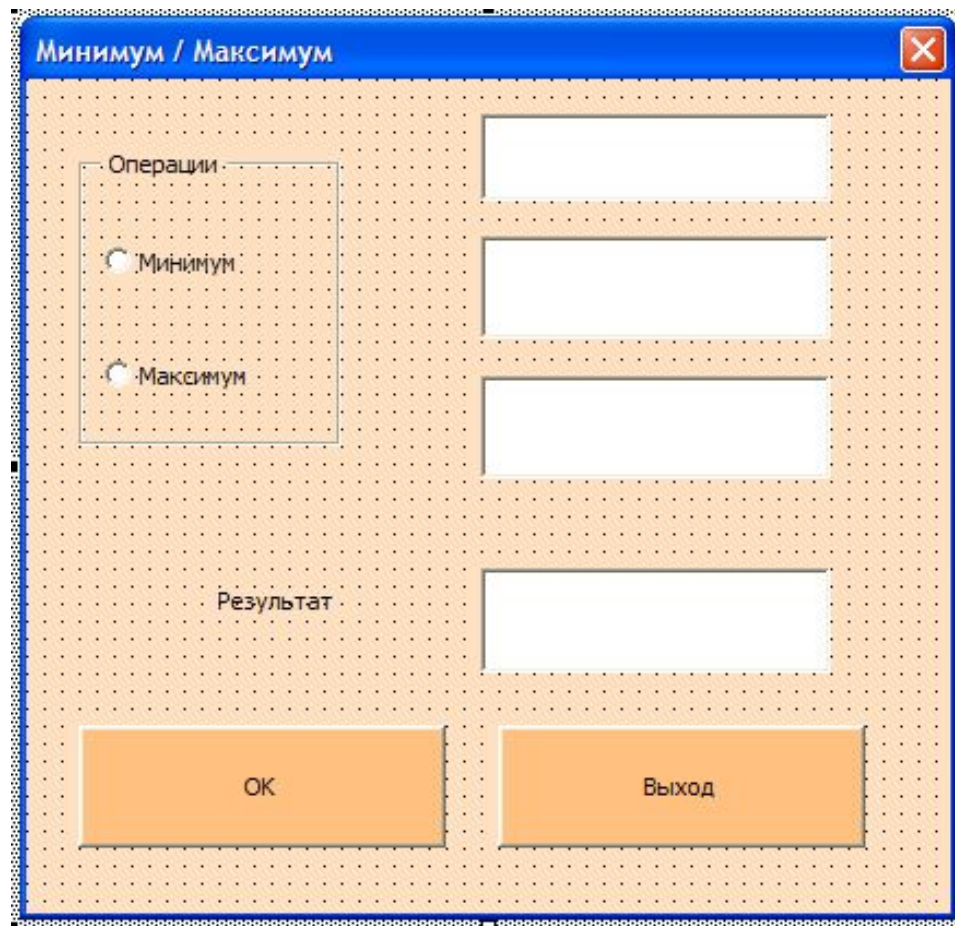 Минимум / Максимум
Операции
Минимум
Максимум
Результат
OK
Выход